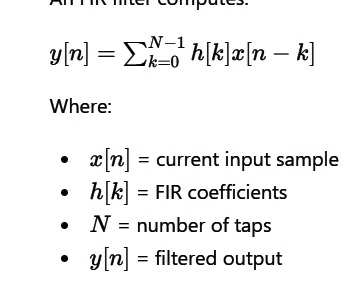 An FIR filter computes:
y[n] = ∑_{k=0}^{N−1} h[k]x[n − k]
Where:
• x[n] = current input sample
• h[k] = FIR coefficients
• N = number of taps
• y[n] = filtered output